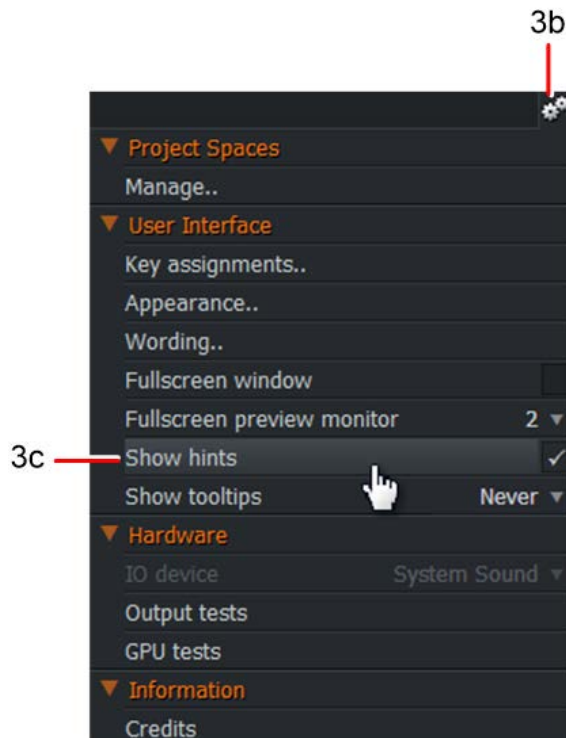 3b
Project Spaces
Manage..
User Interface
Key assignments..
Appearance..
Wording..
Fullscreen window
Fullscreen preview monitor 2
3c Show hints
Show tooltips Never
Hardware
IO device System Sound
Output tests
GPU tests
Information
Credits